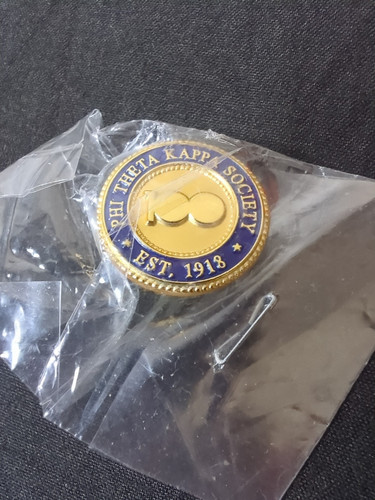 PHI THETA KAPPA SOCIETY
100
EST. 1918